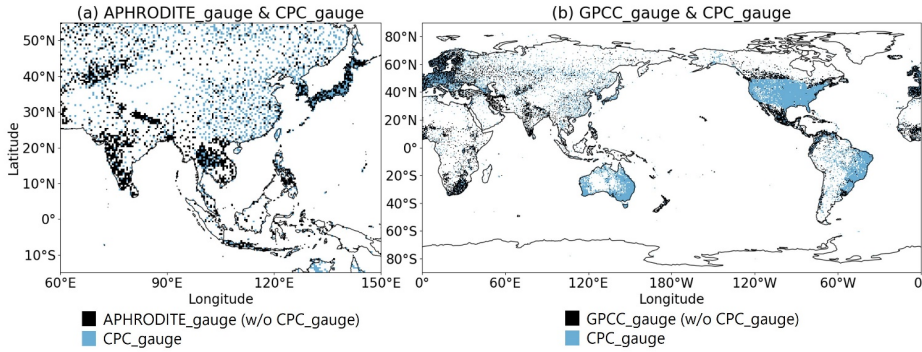 (a) APHRODITE_gauge & CPC_gauge
50°N
40°N
30°N
20°N
10°N
0°
10°S
Latitude
60°E 90°E 120°E 150°E
Longitude
APHRODITE_gauge (w/o CPC_gauge)
CPC_gauge
(b) GPCC_gauge & CPC_gauge
80°N
60°N
40°N
20°N
0°
20°S
40°S
60°S
80°S
0° 60°E 120°E 180° 120°W 60°W 0
Longitude
GPCC_gauge (w/o CPC_gauge)
CPC_gauge